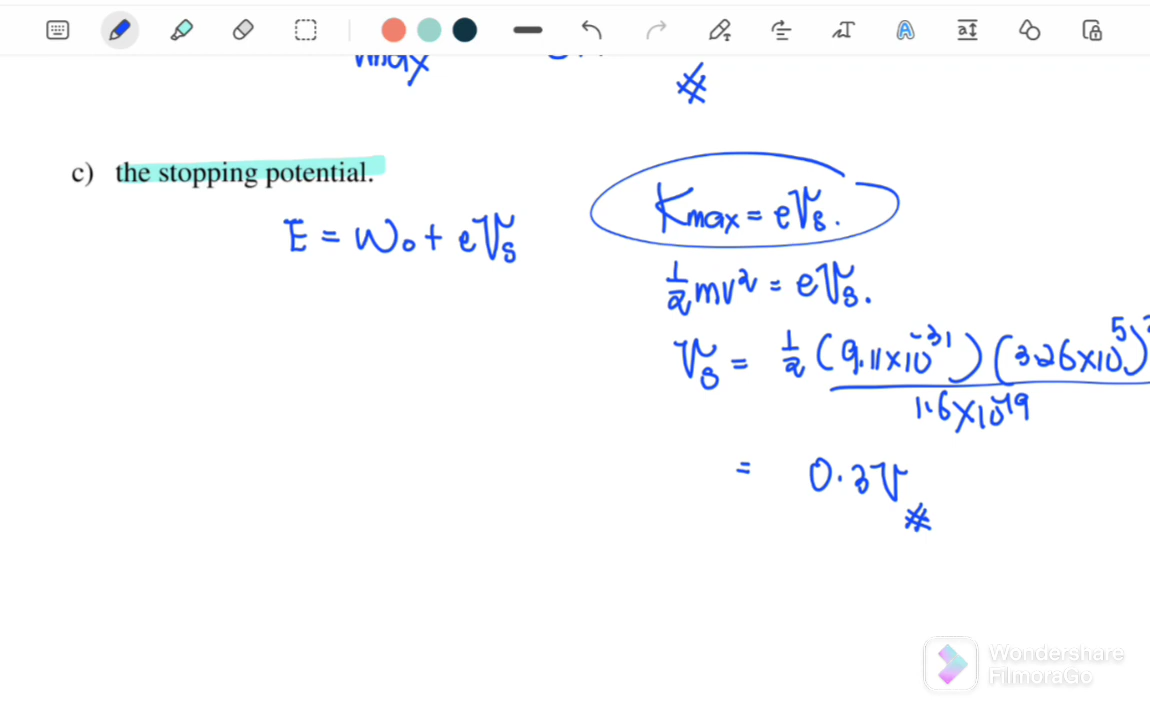 max
c) the stopping potential.
E = W₀ + eVₛ
Kmax = eVₛ.
½mv² = eVₛ.
Vₛ = ½ (9.11×10⁻³¹) (3.26×10⁵)²
1.6×10⁻¹⁹
= 0.3V
Wondershare
FilmoraGo